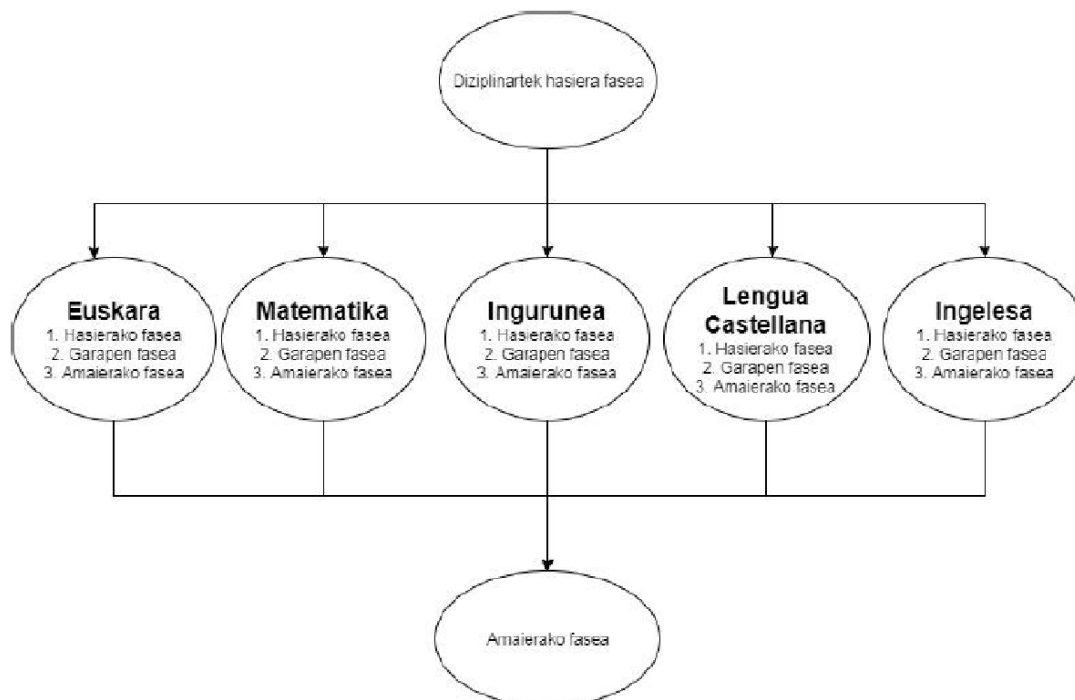 Diziplinartek hasiera fasea
Euskara
1. Hasierako fasea
2. Garapen fasea
3. Amaierako fasea
Matematika
1. Hasierako fasea
2. Garapen fasea
3. Amaierako fasea
Ingurunea
1. Hasierako fasea
2. Garapen fasea
3. Amaierako fasea
Lengua
Castellana
1. Hasierako fasea
2. Garapen fasea
3. Amaierako fasea
Ingelesa
1. Hasierako fasea
2. Garapen fasea
3. Amaierako fasea
Amaierako fasea